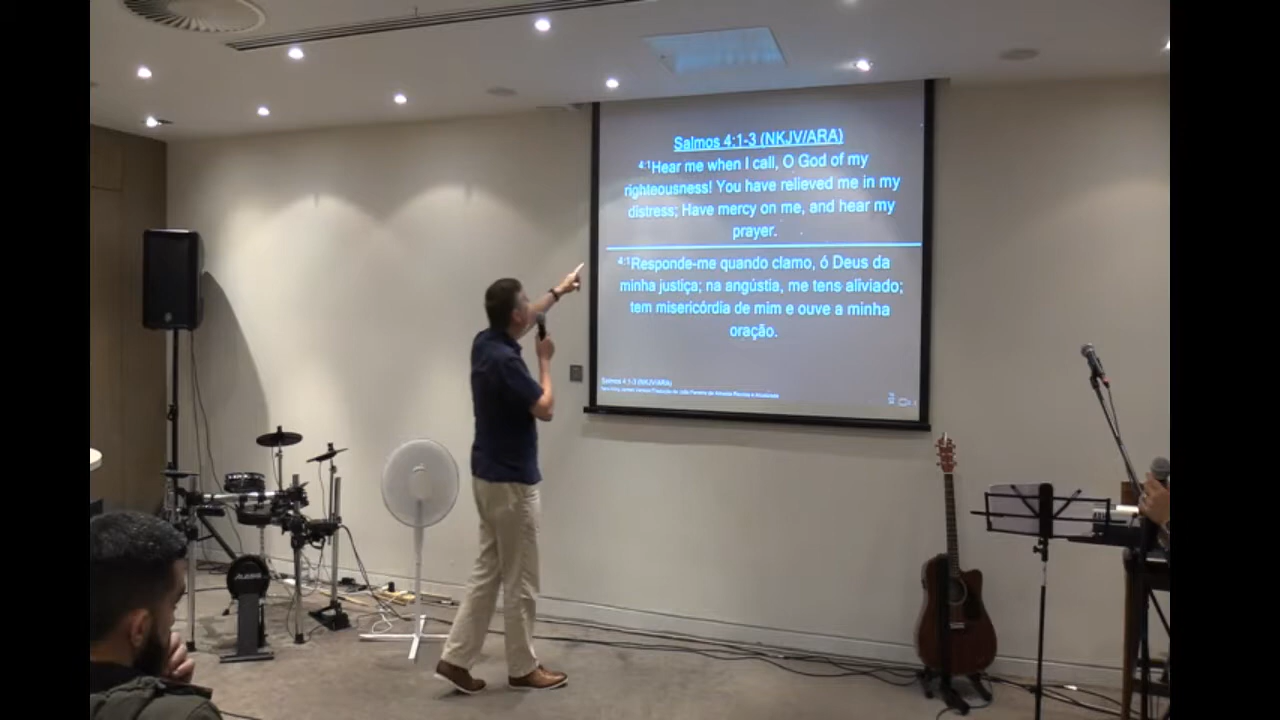 Salmos 4:1-3 (NKJV/ARA)
4:1Hear me when I call, O God of my
righteousness! You have relieved me in my
distress; Have mercy on me, and hear my
prayer.
4:1Responde-me quando clamo, ó Deus da
minha justiça; na angústia, me tens aliviado;
tem misericórdia de mim e ouve a minha
oração.
Salmos 4:1-3 (NKJV/ARA)
ALESIS